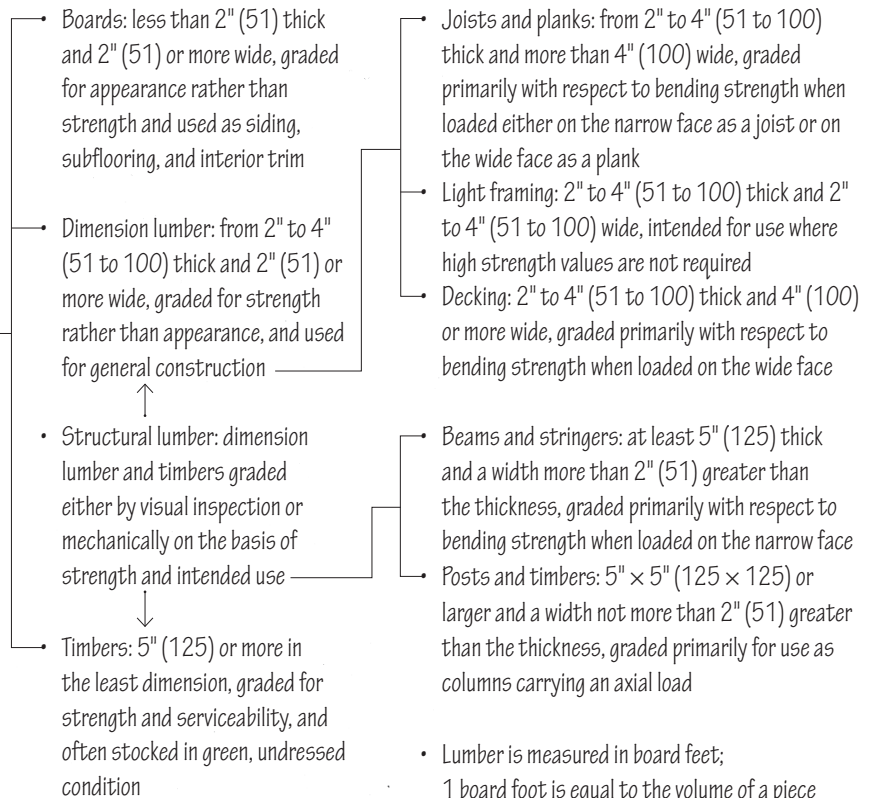 • Boards: less than 2" (51) thick
and 2" (51) or more wide, graded
for appearance rather than
strength and used as siding,
subflooring, and interior trim
• Dimension lumber: from 2" to 4"
(51 to 100) thick and 2" (51) or
more wide, graded for strength
rather than appearance, and used
for general construction
• Structural lumber: dimension
lumber and timbers graded
either by visual inspection or
mechanically on the basis of
strength and intended use
• Timbers: 5" (125) or more in
the least dimension, graded for
strength and serviceability, and
often stocked in green, undressed
condition
• Joists and planks: from 2" to 4" (51 to 100)
thick and more than 4" (100) wide, graded
primarily with respect to bending strength when
loaded either on the narrow face as a joist or on
the wide face as a plank
• Light framing: 2" to 4" (51 to 100) thick and 2"
to 4" (51 to 100) wide, intended for use where
high strength values are not required
• Decking: 2" to 4" (51 to 100) thick and 4" (100)
or more wide, graded primarily with respect to
bending strength when loaded on the wide face
• Beams and stringers: at least 5" (125) thick
and a width more than 2" (51) greater than
the thickness, graded primarily with respect to
bending strength when loaded on the narrow face
• Posts and timbers: 5" × 5" (125 × 125) or
larger and a width not more than 2" (51) greater
than the thickness, graded primarily for use as
columns carrying an axial load
• Lumber is measured in board feet;
1 board foot is equal to the volume of a piece